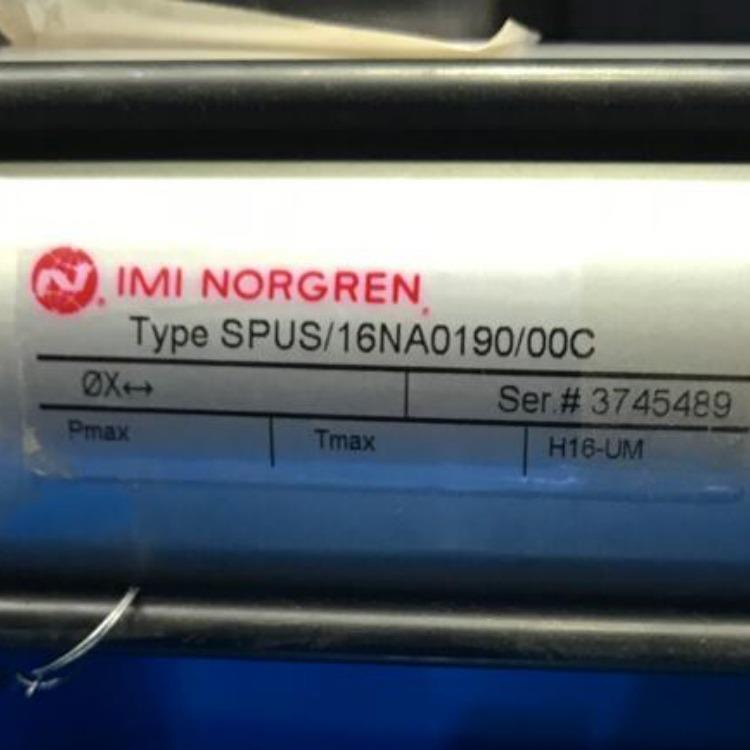 IMI NORGREN
Type SPUS/16NA0190/00C
ØX↔ Ser.# 3745489
Pmax Tmax H16-UM